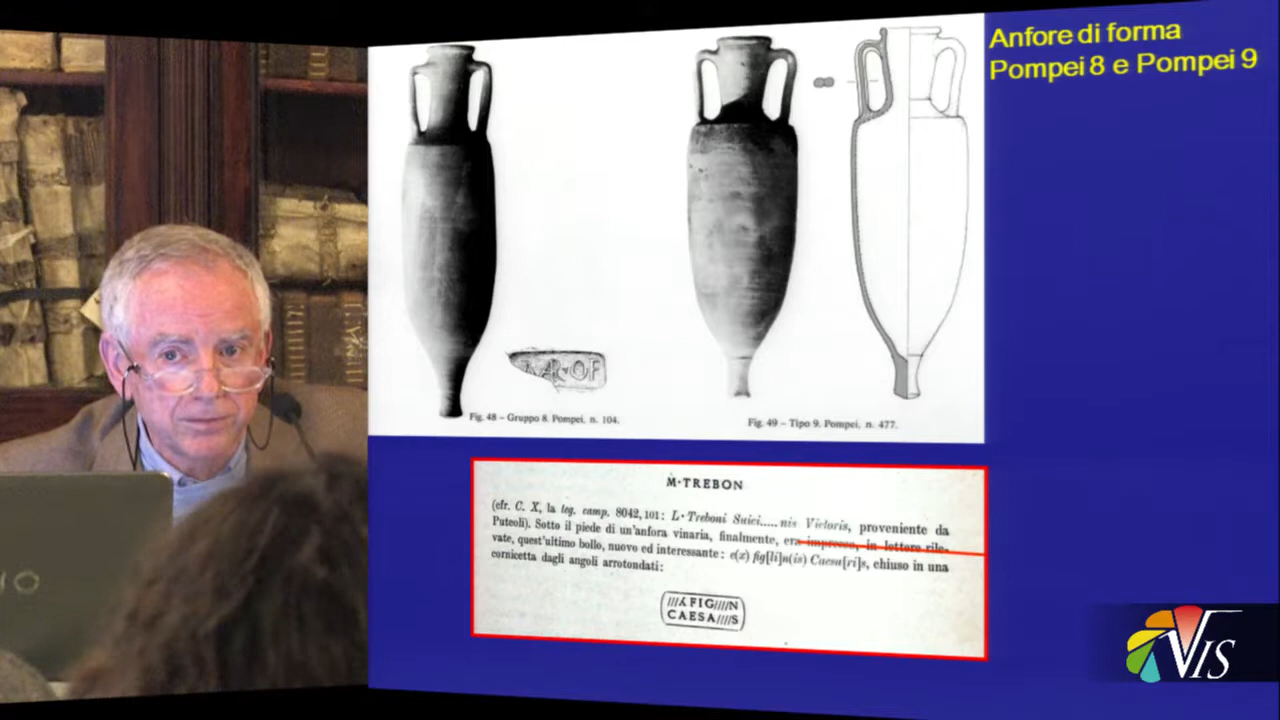 Anfore di forma
Pompei 8 e Pompei 9
A·R·OF
Fig. 48 – Gruppo 8. Pompei, n. 104.
Fig. 49 – Tipo 9. Pompei, n. 477.
M·TREBON
(cfr. C. X, la teg. camp. 8042, 101: L·Treboni Suici..... nis Victoris, proveniente da
Puteoli). Sotto il piede di un'anfora vinaria, finalmente, era impresso, in lettere rile-
vate, quest'ultimo bollo, nuovo ed interessante: e(x) fig[li]n(is) Caesa[ri]s, chiuso in una
cornicetta dagli angoli arrotondati:
FIG////N
CAESA////S
VIS